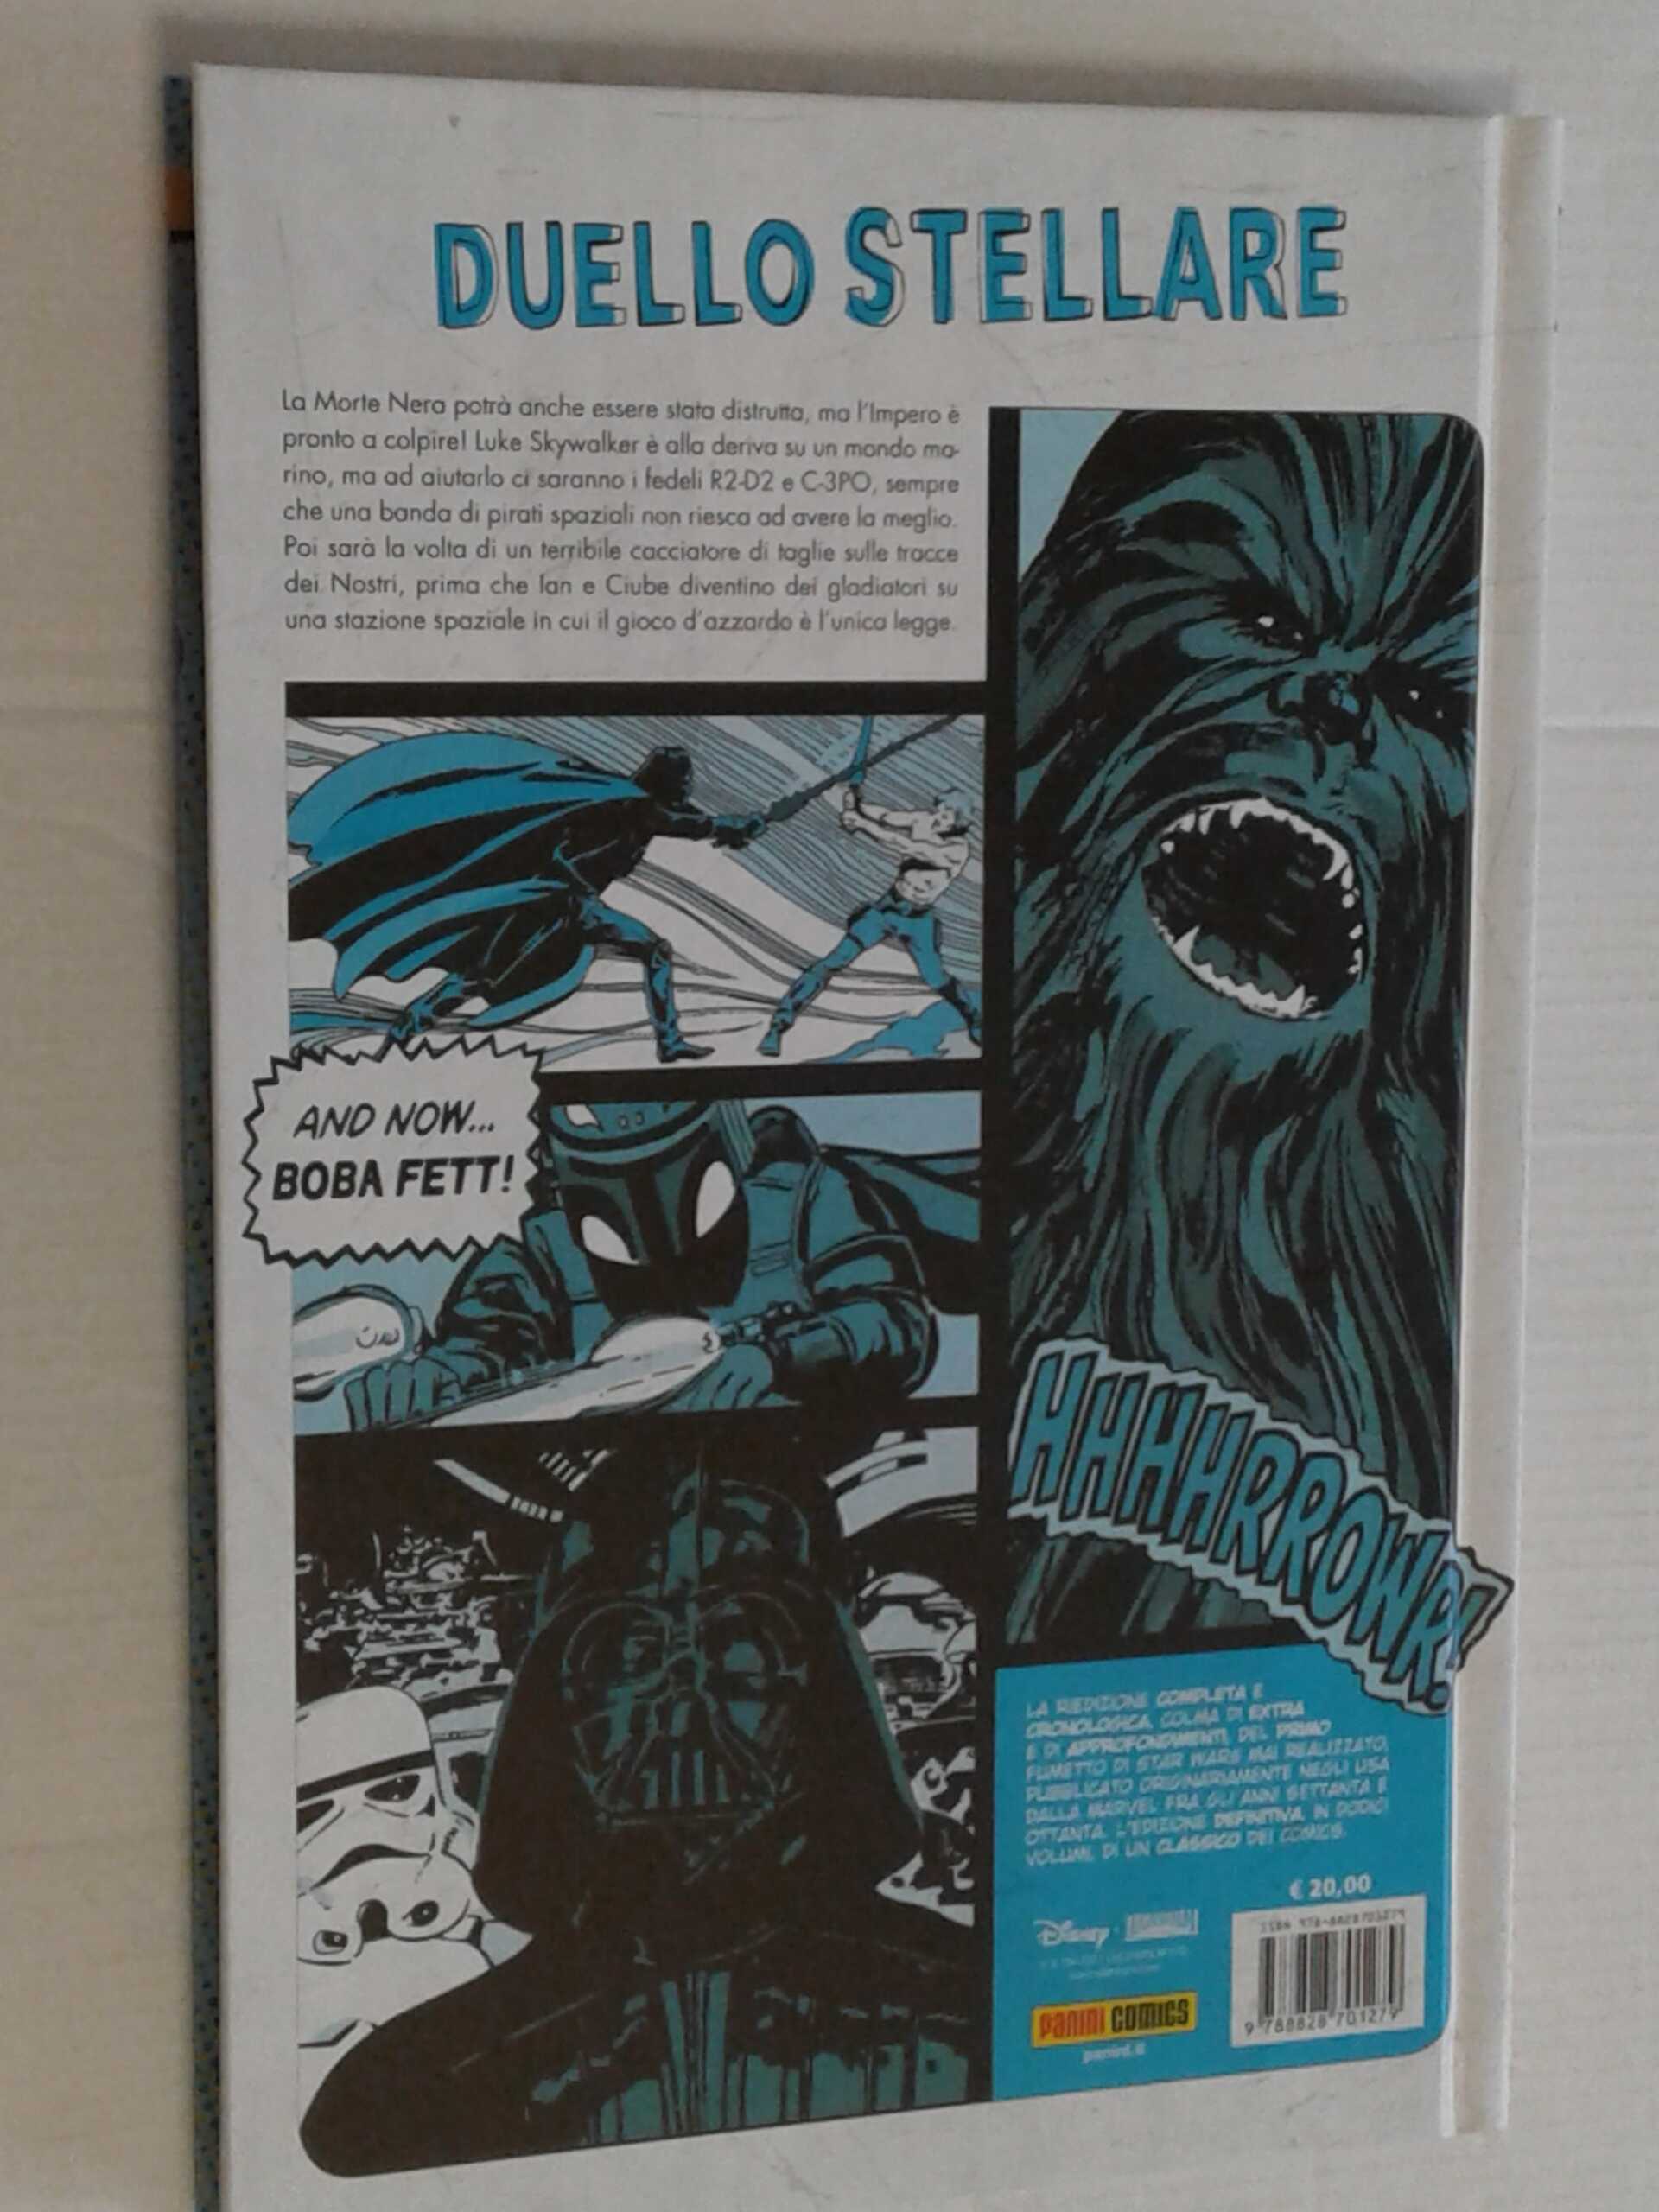 DUELLO STELLARE
La Morte Nera potrà anche essere stata distrutta, ma l'Impero è
pronto a colpire! Luke Skywalker è alla deriva su un mondo ma-
rino, ma ad aiutarlo ci saranno i fedeli R2-D2 e C-3PO, sempre
che una banda di pirati spaziali non riesca ad avere la meglio.
Poi sarà la volta di un terribile cacciatore di taglie sulle tracce
dei Nostri, prima che Ian e Ciube diventino dei gladiatori su
una stazione spaziale in cui il gioco d'azzardo è l'unica legge.
AND NOW...
BOBA FETT!
HHHHRROWR!
LA RIEDIZIONE COMPLETA E
CRONOLOGICA, COLMA DI EXTRA
E DI APPROFONDIMENTI, DEL PRIMO
FUMETTO DI STAR WARS MAI REALIZZATO,
PUBBLICATO ORIGINARIAMENTE NEGLI USA
DALLA MARVEL FRA GLI ANNI SETTANTA E
OTTANTA. L'EDIZIONE DEFINITIVA, IN DODICI
VOLUMI, DI UN CLASSICO DEI COMICS.
€ 20,00
Disney
PANINI COMICS
panini.it
9 788828 701279